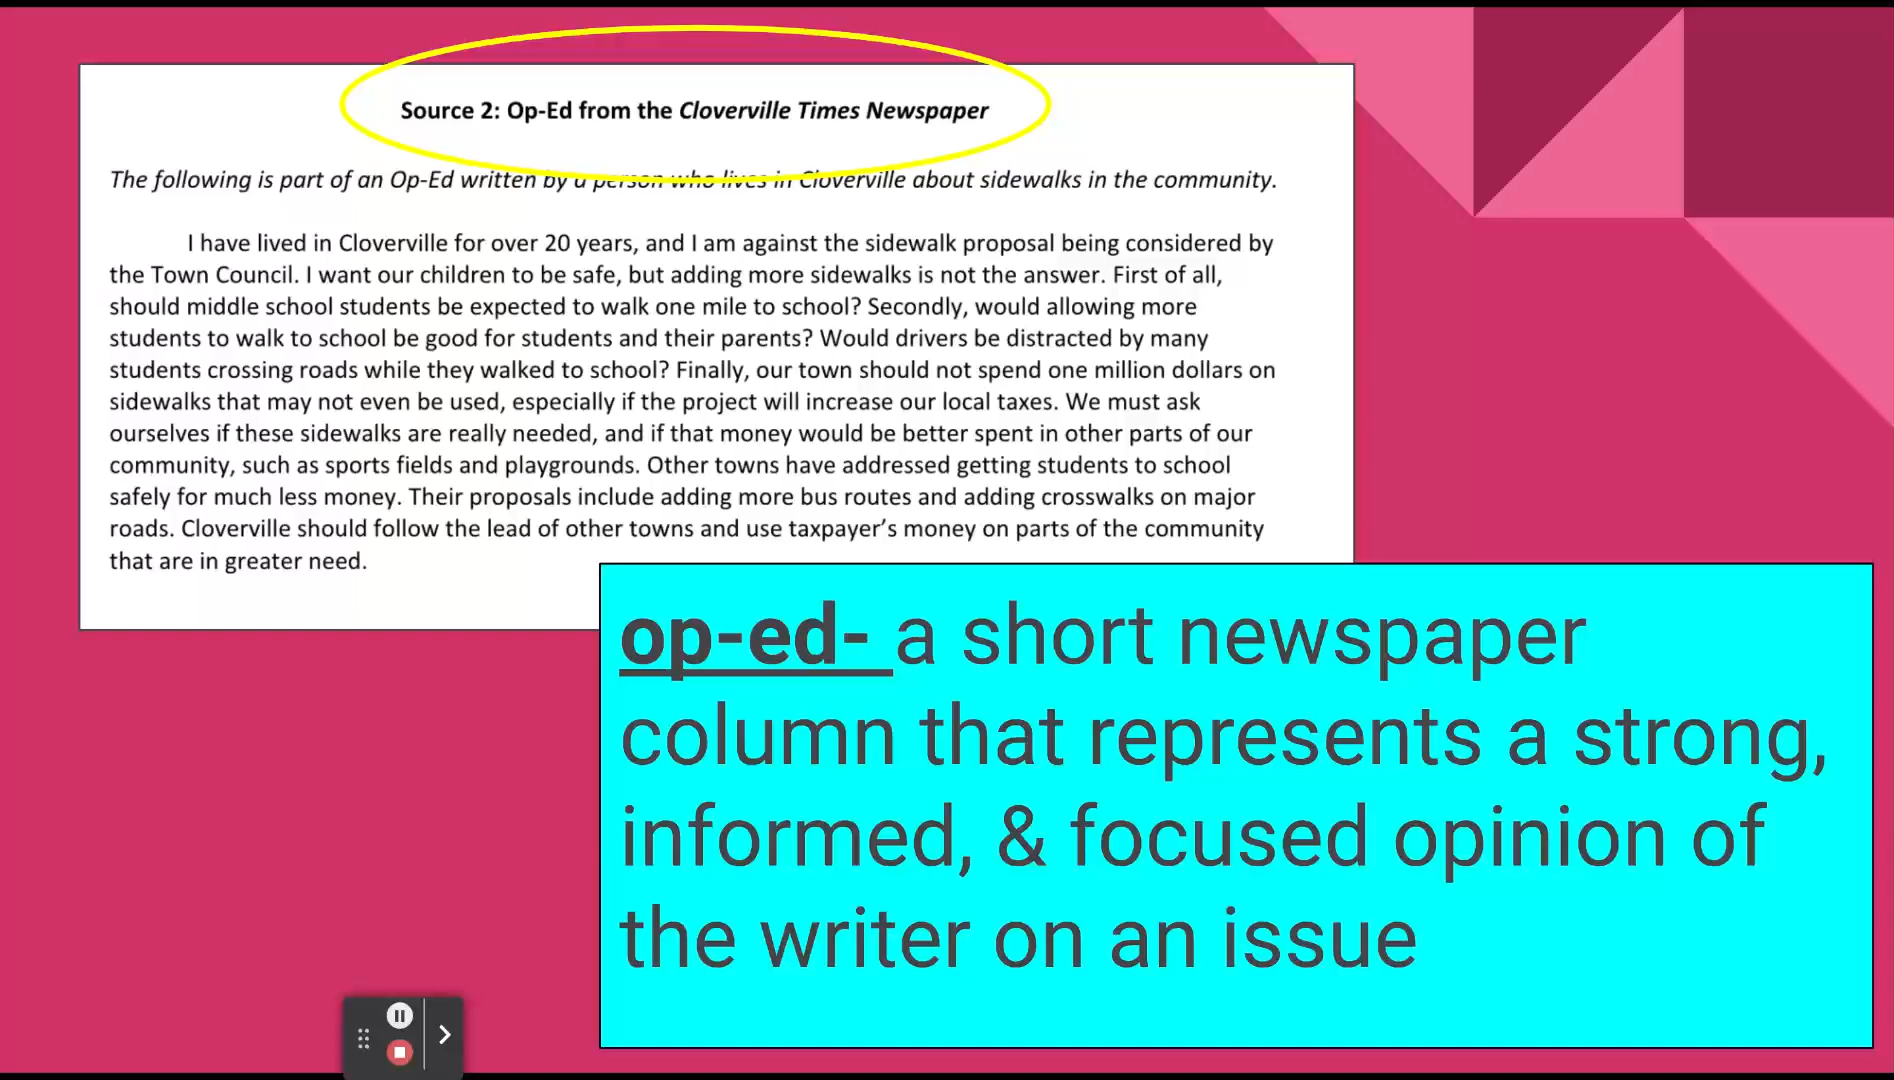 Source 2: Op-Ed from the Cloverville Times Newspaper
The following is part of an Op-Ed written by a person who lives in Cloverville about sidewalks in the community.
I have lived in Cloverville for over 20 years, and I am against the sidewalk proposal being considered by
the Town Council. I want our children to be safe, but adding more sidewalks is not the answer. First of all,
should middle school students be expected to walk one mile to school? Secondly, would allowing more
students to walk to school be good for students and their parents? Would drivers be distracted by many
students crossing roads while they walked to school? Finally, our town should not spend one million dollars on
sidewalks that may not even be used, especially if the project will increase our local taxes. We must ask
ourselves if these sidewalks are really needed, and if that money would be better spent in other parts of our
community, such as sports fields and playgrounds. Other towns have addressed getting students to school
safely for much less money. Their proposals include adding more bus routes and adding crosswalks on major
roads. Cloverville should follow the lead of other towns and use taxpayer’s money on parts of the community
that are in greater need.
op-ed- a short newspaper
column that represents a strong,
informed, & focused opinion of
the writer on an issue